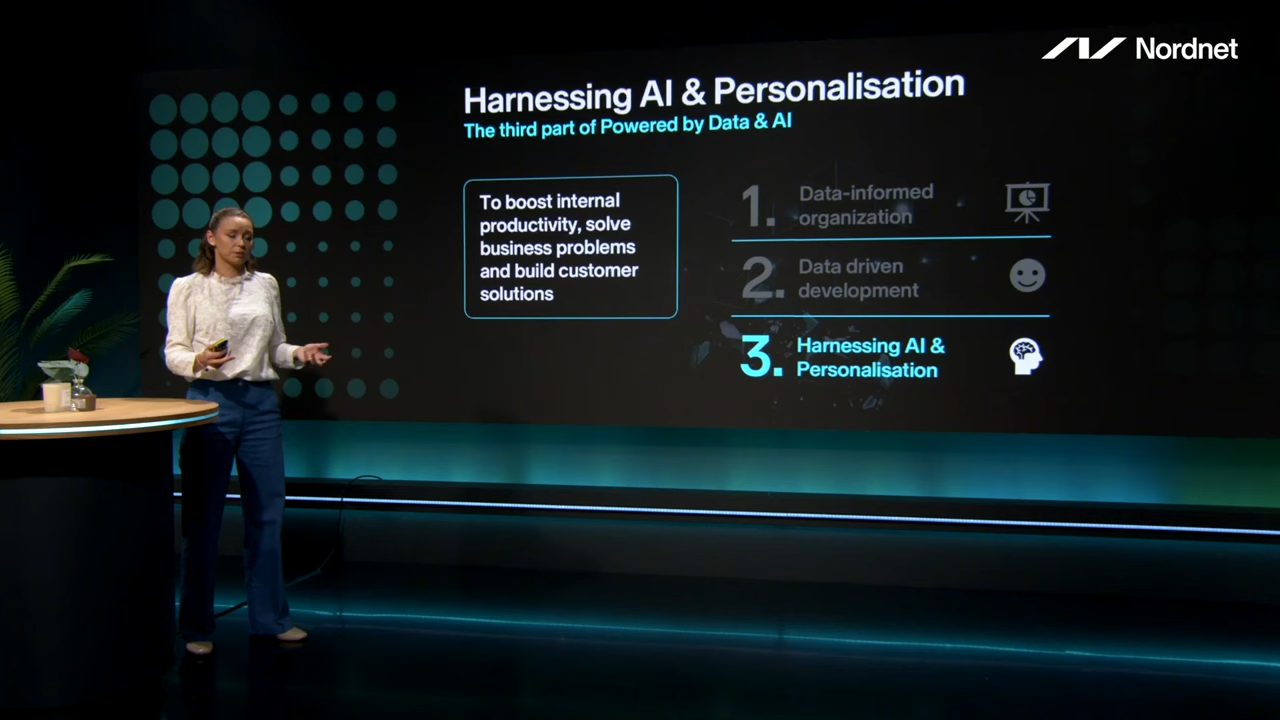 Nordnet
Harnessing AI & Personalisation
The third part of Powered by Data & AI
To boost internal
productivity, solve
business problems
and build customer
solutions
1. Data-informed
organization
2. Data driven
development
3. Harnessing AI &
Personalisation